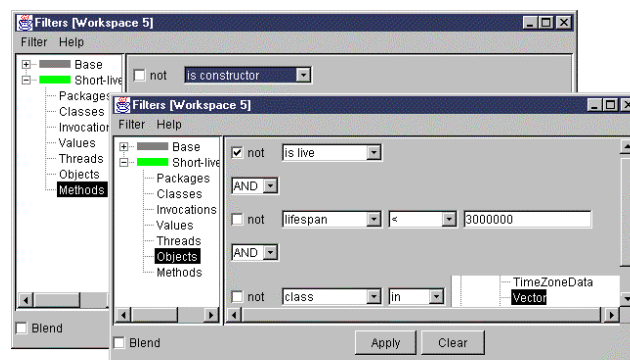 Filters [Workspace 5]
Filter Help
Base
Short-live
Packages
Classes
Invocation
Values
Threads
Objects
Methods
not is constructor
Blend
Filters [Workspace 5]
Filter Help
Base
Short-live
Packages
Classes
Invocations
Values
Threads
Objects
Methods
not is live
AND
not lifespan < 3000000
AND
not class in
TimeZoneData
Vector
Blend
Apply Clear